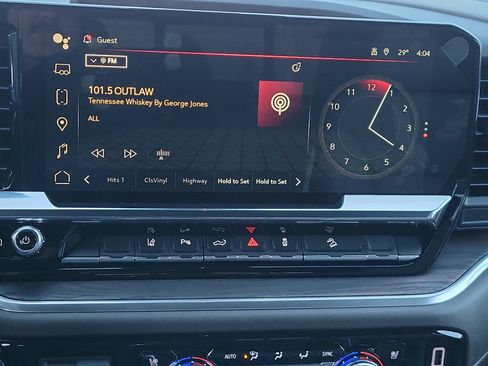 Guest
29° 4:04
FM
101.5 OUTLAW
Tennessee Whiskey By George Jones
ALL
Hits 1 ClsVinyl Highway Hold to Set Hold to Set
12
1
2
3
4
5
6
7
8
9
10
11
AUTO
SYNC